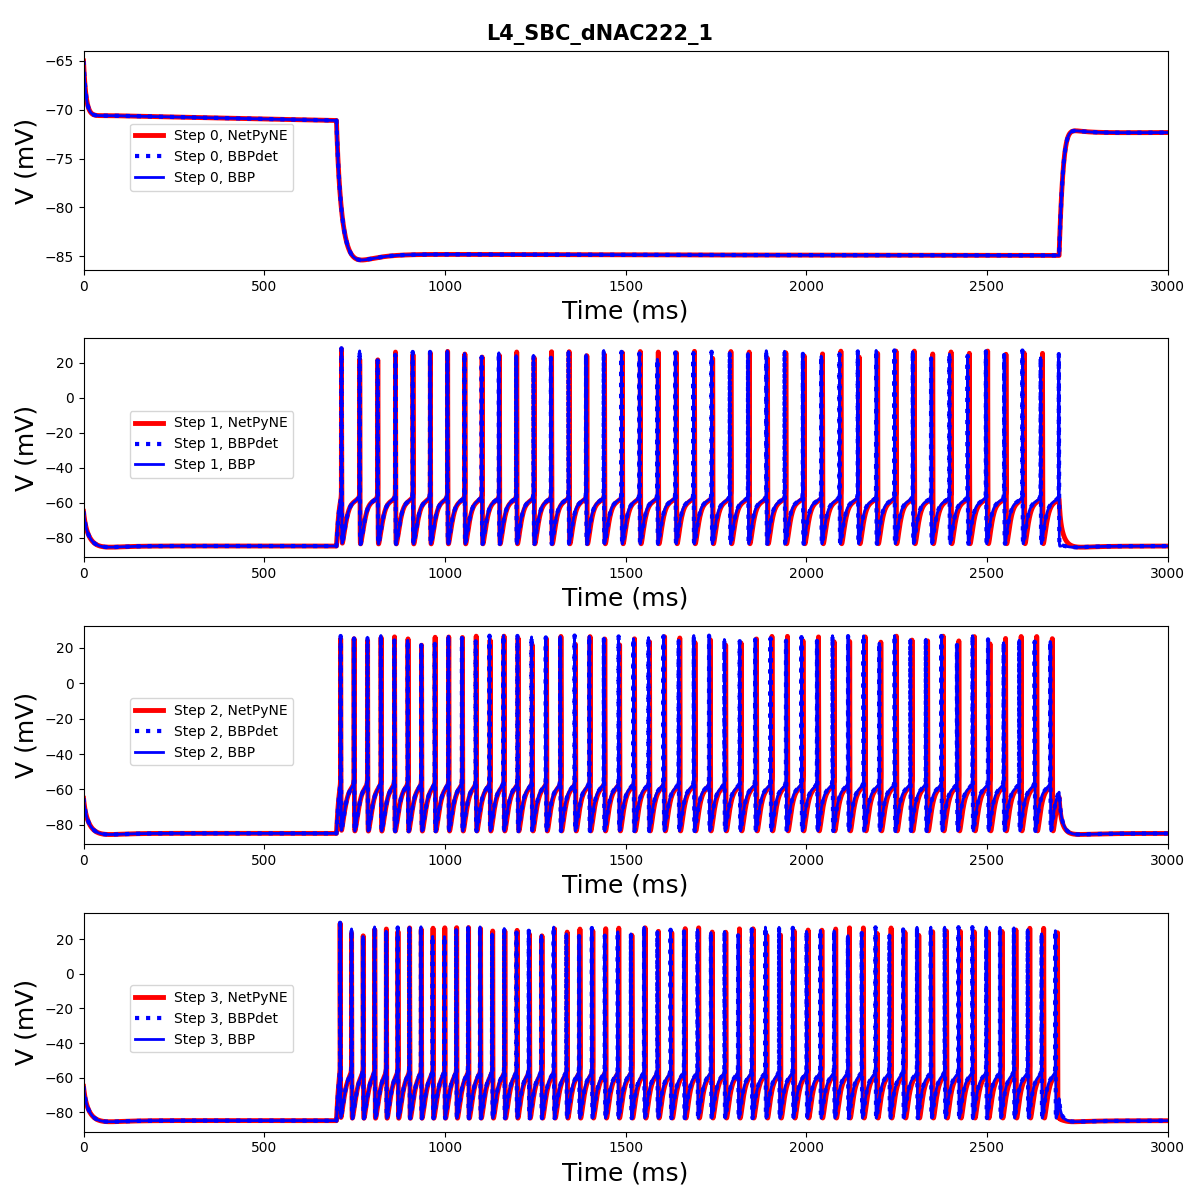 L4_SBC_dNAC222_1
−65
−70
−75
−80
−85
V (mV)
Step 0, NetPyNE
Step 0, BBPdet
Step 0, BBP
0 500 1000 1500 2000 2500 3000
Time (ms)
20
0
−20
−40
−60
−80
V (mV)
Step 1, NetPyNE
Step 1, BBPdet
Step 1, BBP
0 500 1000 1500 2000 2500 3000
Time (ms)
20
0
−20
−40
−60
−80
V (mV)
Step 2, NetPyNE
Step 2, BBPdet
Step 2, BBP
0 500 1000 1500 2000 2500 3000
Time (ms)
20
0
−20
−40
−60
−80
V (mV)
Step 3, NetPyNE
Step 3, BBPdet
Step 3, BBP
0 500 1000 1500 2000 2500 3000
Time (ms)